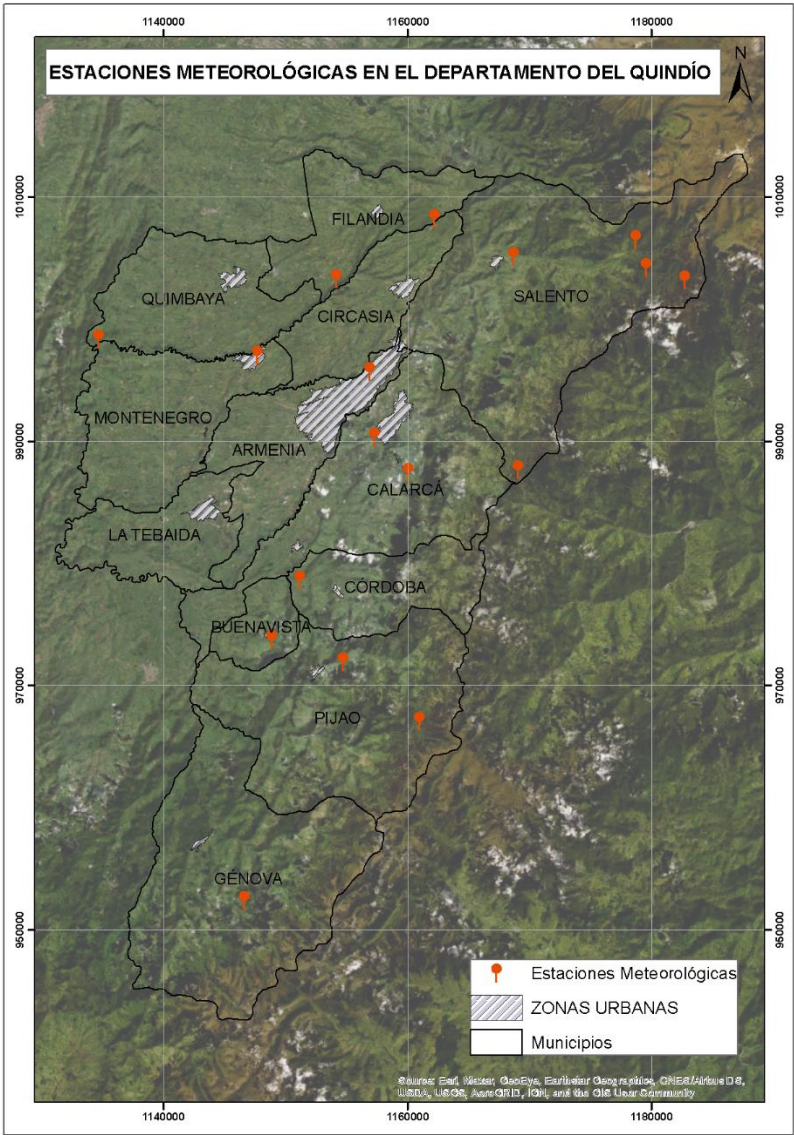 1140000 1160000 1180000
ESTACIONES METEOROLÓGICAS EN EL DEPARTAMENTO DEL QUINDÍO
N
1010000 1010000
FILANDIA
QUIMBAYA
SALENTO
CIRCASIA
MONTENEGRO
990000 990000
ARMENIA
CALARCÁ
LA TEBAIDA
CÓRDOBA
BUENAVISTA
970000 970000
PIJAO
GÉNOVA
950000 950000
Estaciones Meteorológicas
ZONAS URBANAS
Municipios
Source: Esri, Maxar, GeoEye, Earthstar Geographics, CNES/Airbus DS,
USDA, USGS, AeroGRID, IGN, and the GIS User Community
1140000 1160000 1180000